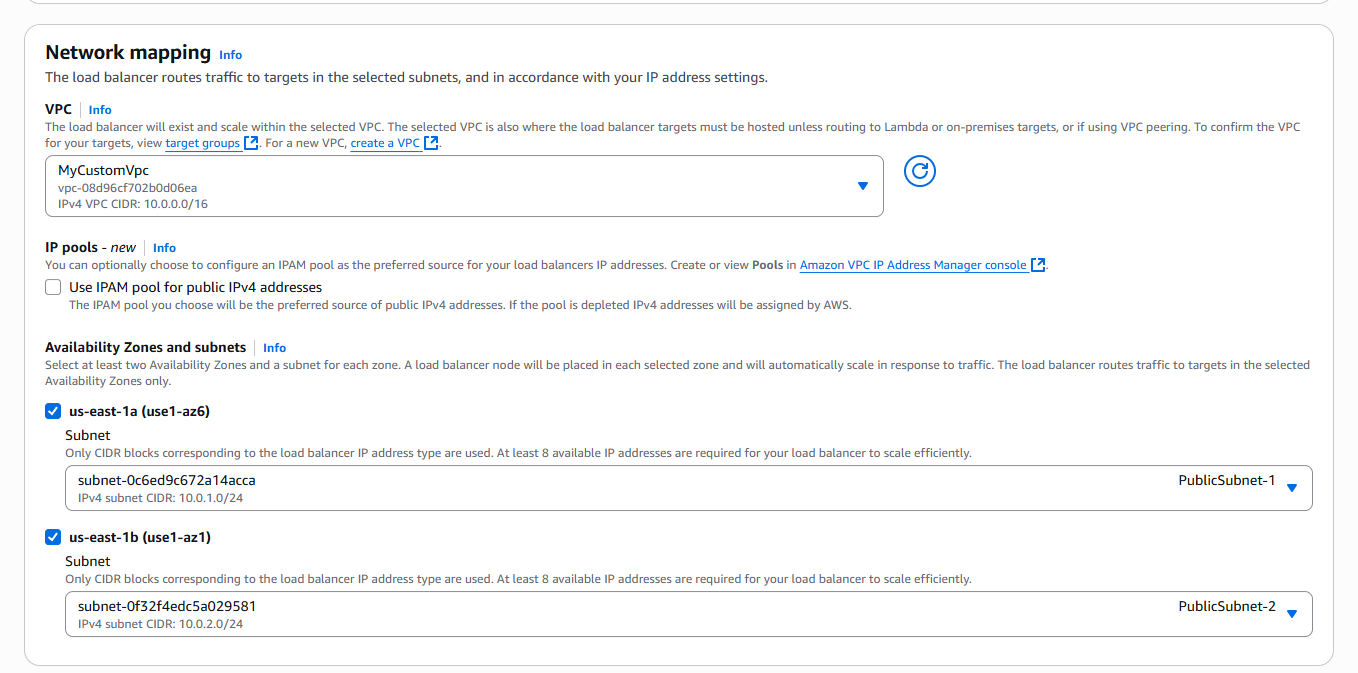 Network mapping Info
The load balancer routes traffic to targets in the selected subnets, and in accordance with your IP address settings.
VPC Info
The load balancer will exist and scale within the selected VPC. The selected VPC is also where the load balancer targets must be hosted unless routing to Lambda or on-premises targets, or if using VPC peering. To confirm the VPC
for your targets, view target groups. For a new VPC, create a VPC.
MyCustomVpc
vpc-08d96cf702b0d06ea
IPv4 VPC CIDR: 10.0.0.0/16
IP pools - new Info
You can optionally choose to configure an IPAM pool as the preferred source for your load balancers IP addresses. Create or view Pools in Amazon VPC IP Address Manager console.
Use IPAM pool for public IPv4 addresses
The IPAM pool you choose will be the preferred source of public IPv4 addresses. If the pool is depleted IPv4 addresses will be assigned by AWS.
Availability Zones and subnets Info
Select at least two Availability Zones and a subnet for each zone. A load balancer node will be placed in each selected zone and will automatically scale in response to traffic. The load balancer routes traffic to targets in the selected
Availability Zones only.
us-east-1a (use1-az6)
Subnet
Only CIDR blocks corresponding to the load balancer IP address type are used. At least 8 available IP addresses are required for your load balancer to scale efficiently.
subnet-0c6ed9c672a14acca PublicSubnet-1
IPv4 subnet CIDR: 10.0.1.0/24
us-east-1b (use1-az1)
Subnet
Only CIDR blocks corresponding to the load balancer IP address type are used. At least 8 available IP addresses are required for your load balancer to scale efficiently.
subnet-0f32f4edc5a029581 PublicSubnet-2
IPv4 subnet CIDR: 10.0.2.0/24